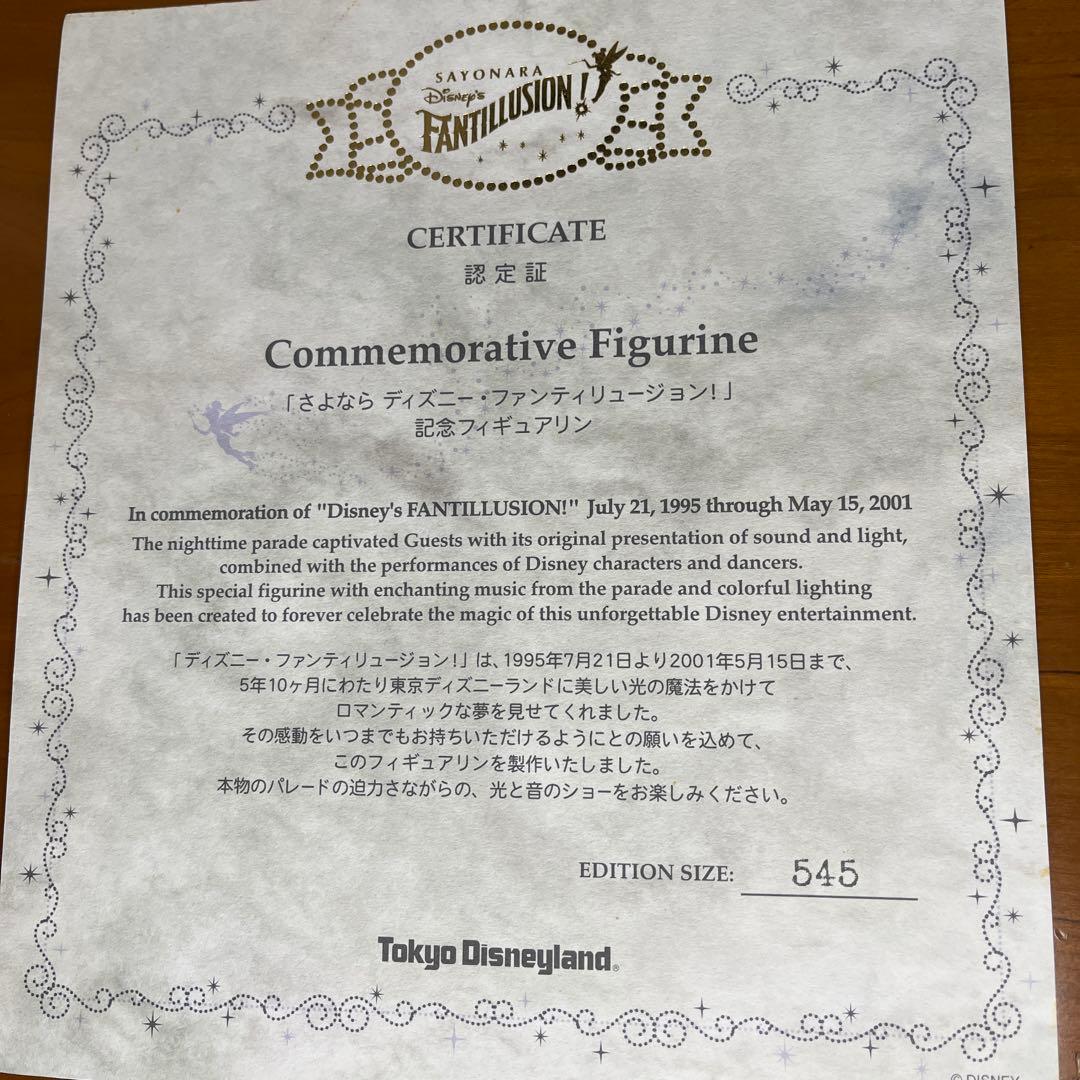 SAYONARA
Disney's
FANTILLUSION!
CERTIFICATE
認定証
Commemorative Figurine
「さよなら ディズニー・ファンティリュージョン!」
記念フィギュアリン
In commemoration of "Disney's FANTILLUSION!" July 21, 1995 through May 15, 2001
The nighttime parade captivated Guests with its original presentation of sound and light,
combined with the performances of Disney characters and dancers.
This special figurine with enchanting music from the parade and colorful lighting
has been created to forever celebrate the magic of this unforgettable Disney entertainment.
「ディズニー・ファンティリュージョン!」は、1995年7月21日より2001年5月15日まで、
5年10ヶ月にわたり東京ディズニーランドに美しい光の魔法をかけて
ロマンティックな夢を見せてくれました。
その感動をいつまでもお持ちいただけるようにとの願いを込めて、
このフィギュアリンを製作いたしました。
本物のパレードの迫力さながらの、光と音のショーをお楽しみください。
EDITION SIZE: 545
Tokyo Disneyland®
© DISNEY